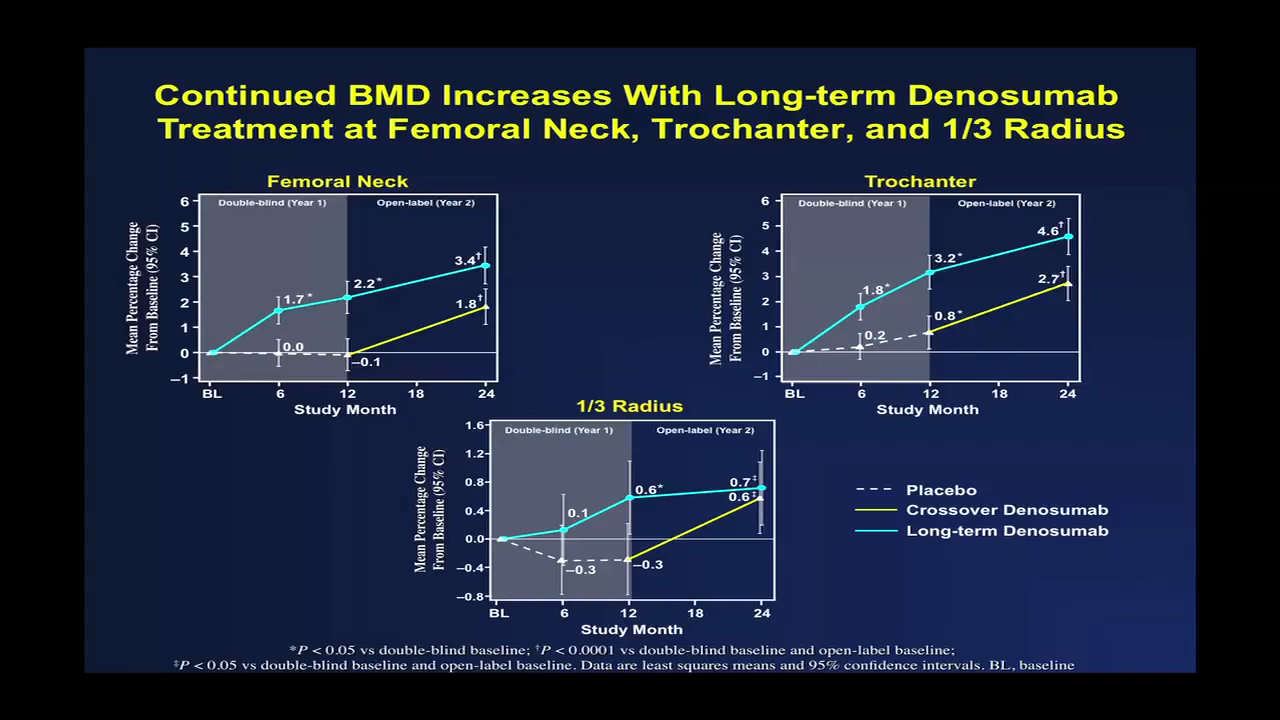 Continued BMD Increases With Long-term Denosumab
Treatment at Femoral Neck, Trochanter, and 1/3 Radius
Femoral Neck
Double-blind (Year 1) Open-label (Year 2)
Mean Percentage Change
From Baseline (95% CI)
6
5
4
3
2
1
0
–1
1.7*
2.2*
3.4†
0.0
–0.1
1.8†
BL 6 12 18 24
Study Month
Trochanter
Double-blind (Year 1) Open-label (Year 2)
Mean Percentage Change
From Baseline (95% CI)
6
5
4
3
2
1
0
–1
1.8*
3.2*
4.6†
0.2
0.8*
2.7†
BL 6 12 18 24
Study Month
1/3 Radius
Double-blind (Year 1) Open-label (Year 2)
Mean Percentage Change
From Baseline (95% CI)
1.6
1.2
0.8
0.4
0.0
–0.4
–0.8
0.1
0.6*
0.7‡
0.6‡
–0.3
–0.3
BL 6 12 18 24
Study Month
Placebo
Crossover Denosumab
Long-term Denosumab
*P < 0.05 vs double-blind baseline; †P < 0.0001 vs double-blind baseline and open-label baseline;
‡P < 0.05 vs double-blind baseline and open-label baseline. Data are least squares means and 95% confidence intervals. BL, baseline